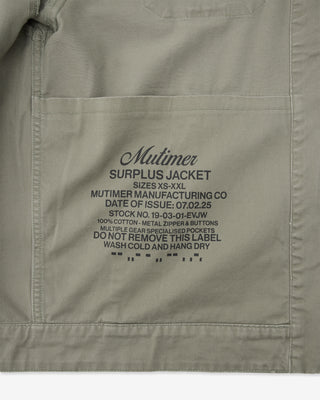 Mutimer
SURPLUS JACKET
SIZES XS-XXL
MUTIMER MANUFACTURING CO
DATE OF ISSUE: 07.02.25
STOCK NO. 19-03-01-EVJW
100% COTTON - METAL ZIPPER & BUTTONS
MULTIPLE GEAR SPECIALISED POCKETS
DO NOT REMOVE THIS LABEL
WASH COLD AND HANG DRY